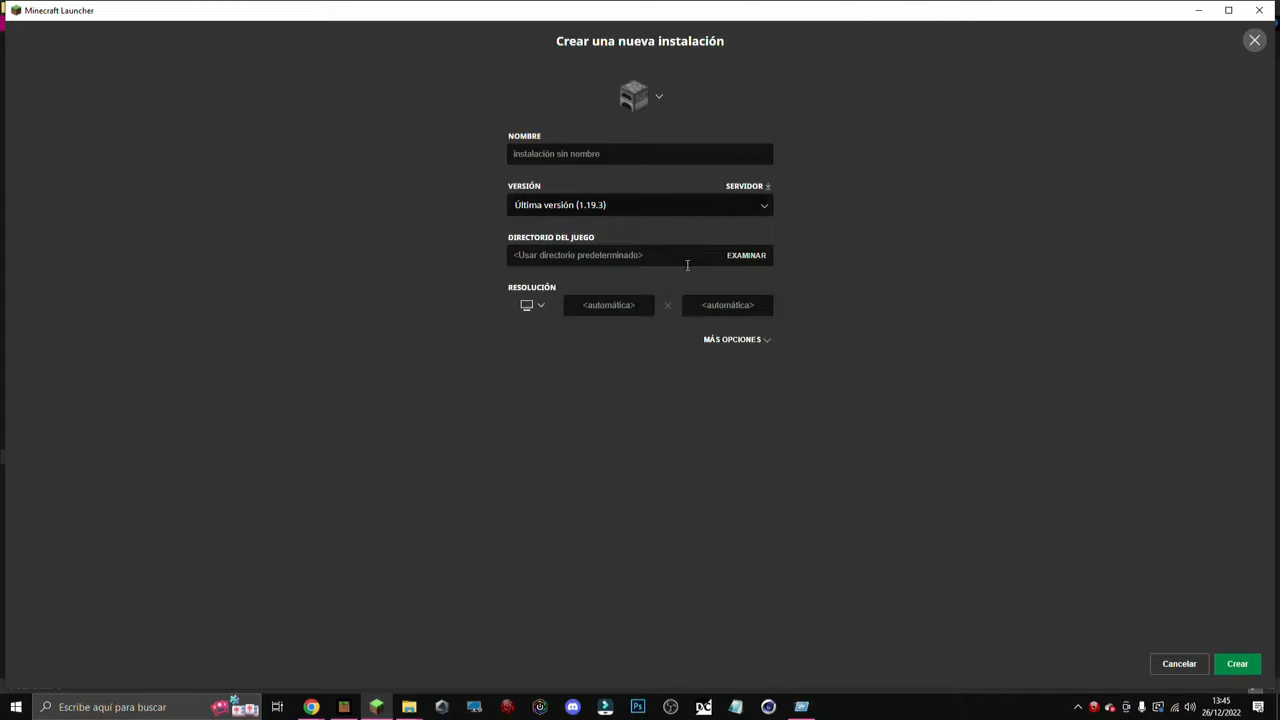 Minecraft Launcher
Crear una nueva instalación
NOMBRE
instalación sin nombre
VERSIÓN
SERVIDOR
Última versión (1.19.3)
DIRECTORIO DEL JUEGO
<Usar directorio predeterminado>
EXAMINAR
RESOLUCIÓN
<automática>
<automática>
MÁS OPCIONES
Cancelar
Crear
Escribe aquí para buscar
Ps
DC
13:45
26/12/2022